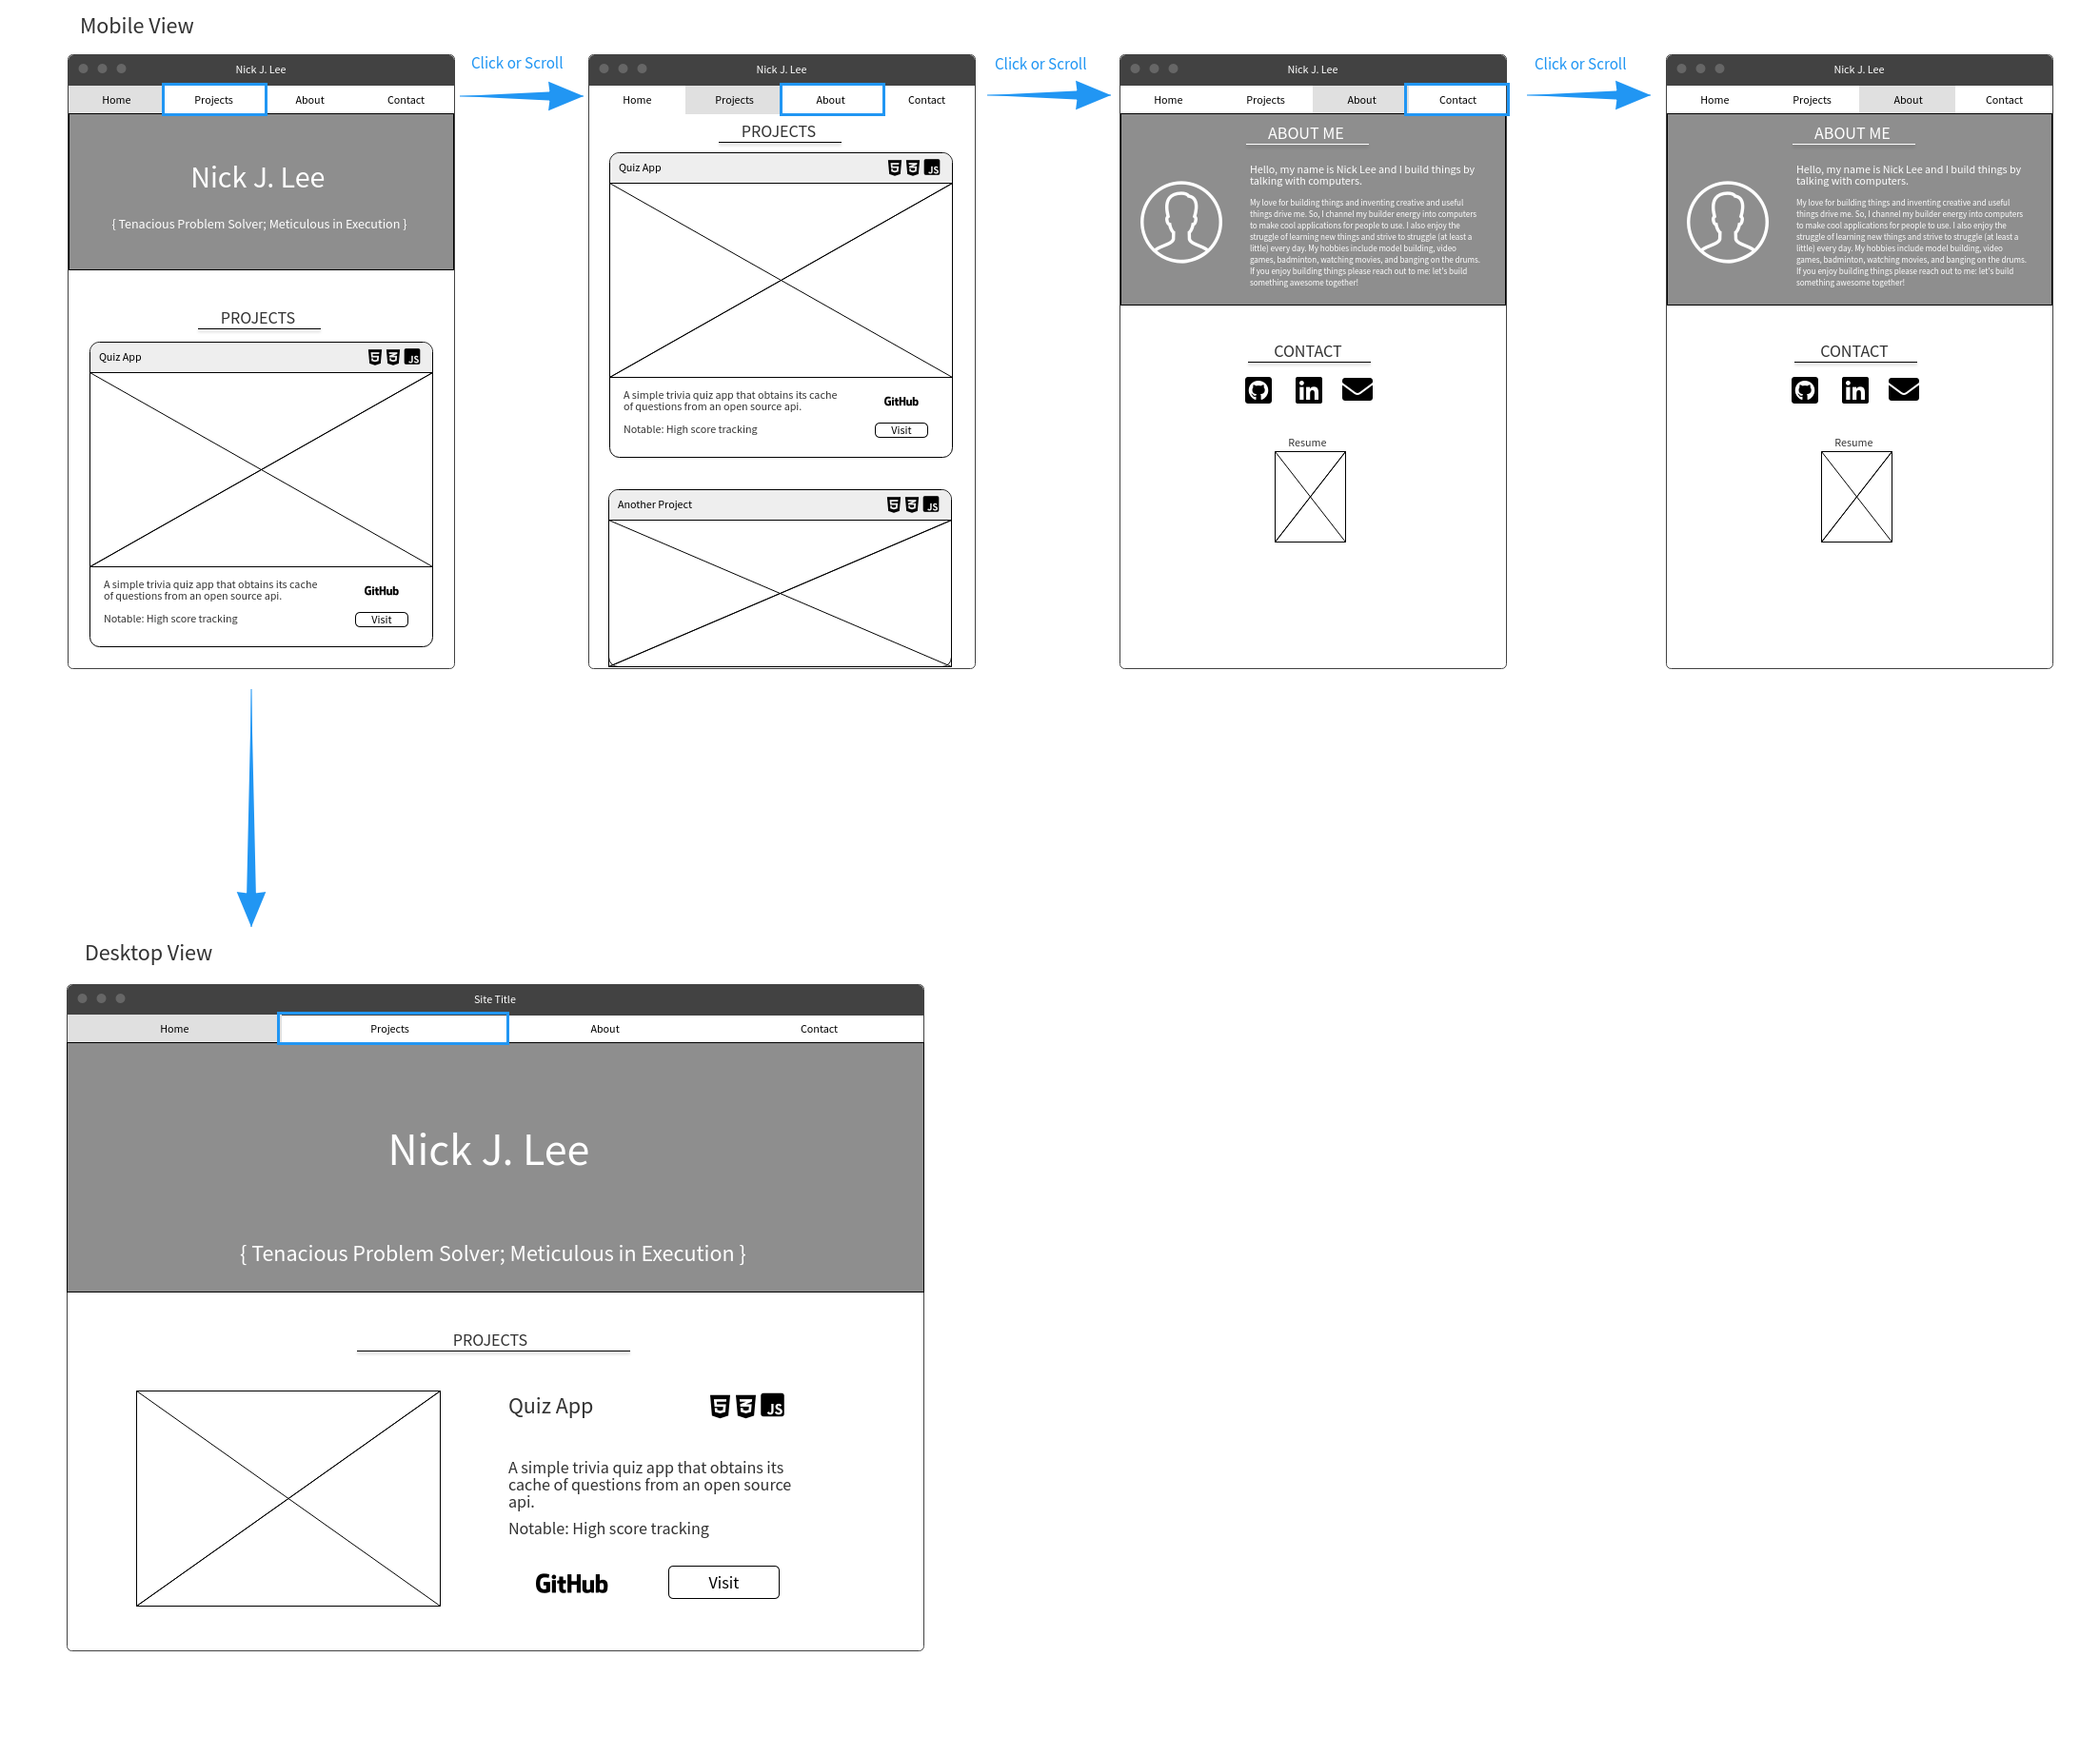 Mobile View
Nick J. Lee
Home Projects About Contact
Nick J. Lee
{ Tenacious Problem Solver; Meticulous in Execution }
PROJECTS
Quiz App
5 3 JS
A simple trivia quiz app that obtains its cache
of questions from an open source api.
Notable: High score tracking
GitHub
Visit
Click or Scroll
Nick J. Lee
Home Projects About Contact
PROJECTS
Quiz App
5 3 JS
A simple trivia quiz app that obtains its cache
of questions from an open source api.
Notable: High score tracking
GitHub
Visit
Another Project
5 3 JS
Click or Scroll
Nick J. Lee
Home Projects About Contact
ABOUT ME
Hello, my name is Nick Lee and I build things by
talking with computers.
My love for building things and inventing creative and useful
things drive me. So, I channel my builder energy into computers
to make cool applications for people to use. I also enjoy the
struggle of learning new things and strive to struggle (at least a
little) every day. My hobbies include model building, video
games, badminton, watching movies, and banging on the drums.
If you enjoy building things please reach out to me: let's build
something awesome together!
CONTACT
in
Resume
Click or Scroll
Nick J. Lee
Home Projects About Contact
ABOUT ME
Hello, my name is Nick Lee and I build things by
talking with computers.
My love for building things and inventing creative and useful
things drive me. So, I channel my builder energy into computers
to make cool applications for people to use. I also enjoy the
struggle of learning new things and strive to struggle (at least a
little) every day. My hobbies include model building, video
games, badminton, watching movies, and banging on the drums.
If you enjoy building things please reach out to me: let's build
something awesome together!
CONTACT
in
Resume
Desktop View
Site Title
Home Projects About Contact
Nick J. Lee
{ Tenacious Problem Solver; Meticulous in Execution }
PROJECTS
Quiz App
5 3 JS
A simple trivia quiz app that obtains its
cache of questions from an open source
api.
Notable: High score tracking
GitHub
Visit